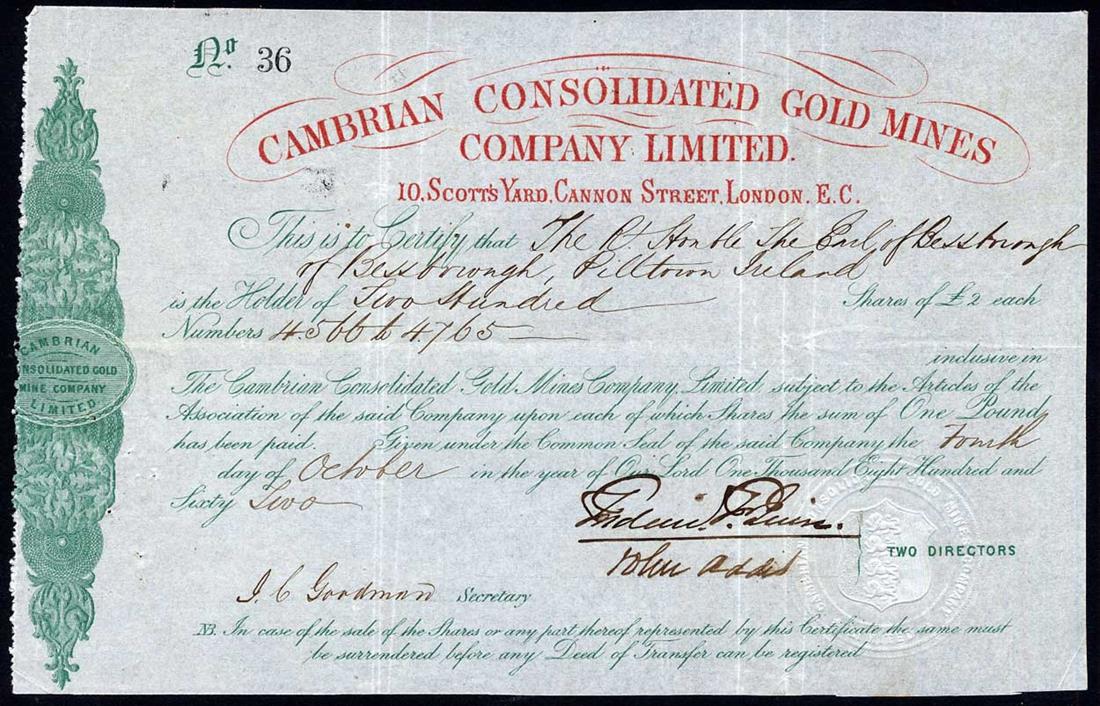 No. 36
CAMBRIAN CONSOLIDATED GOLD MINES
COMPANY LIMITED.
10, SCOTT'S YARD, CANNON STREET, LONDON. E.C.
This is to Certify that The Rt Honble The Earl of Bessborough
of Bessborough, Pilltown Ireland
is the Holder of Two Hundred Shares of £2 each
Numbers 4566 to 4765
inclusive in
The Cambrian Consolidated Gold Mines Company, Limited, subject to the Articles of the
Association of the said Company upon each of which Shares the sum of One Pound
has been paid. Given under the Common Seal of the said Company the Fourth
day of October in the year of Our Lord One Thousand Eight Hundred and
Sixty Two
CAMBRIAN
CONSOLIDATED GOLD
MINE COMPANY
LIMITED
John Addis
TWO DIRECTORS
J. C. Goodman Secretary
NB. In case of the sale of the Shares or any part thereof represented by this Certificate the same must
be surrendered before any Deed of Transfer can be registered